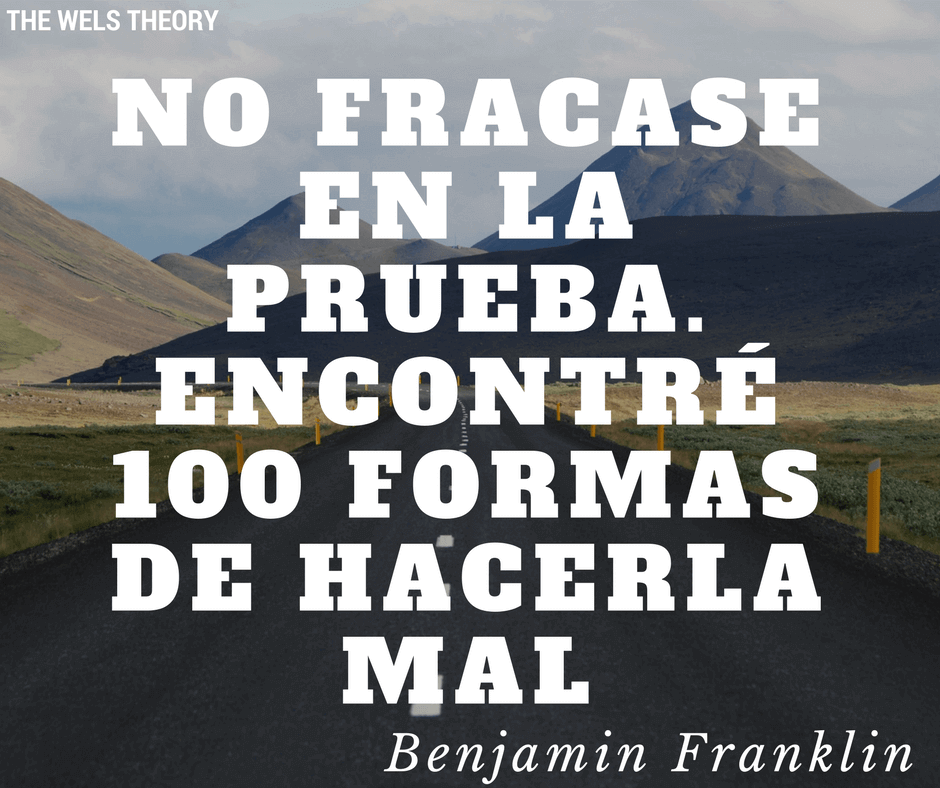 THE WELS THEORY
NO FRACASE
EN LA
PRUEBA.
ENCONTRÉ
100 FORMAS
DE HACERLA
MAL
Benjamin Franklin